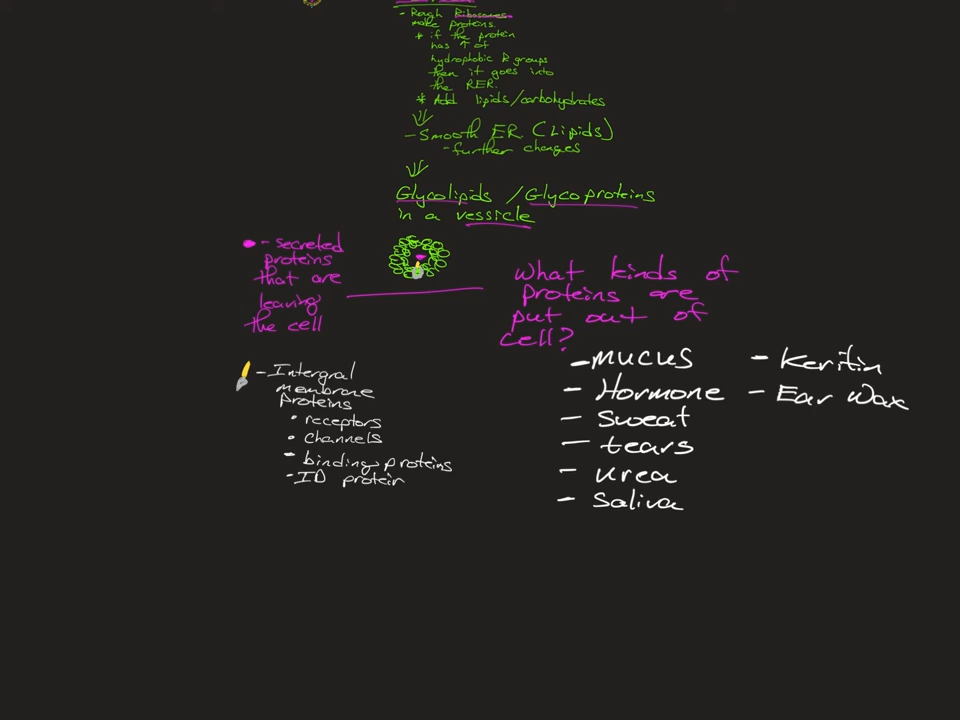 - Rough Ribosomes
make proteins.
* if the protein
has ↑ of
hydrophobic R groups
then it goes into
the RER.
* Add lipids/carbohydrates
- Smooth ER. (Lipids)
- further changes
Glycolipids / Glycoproteins
in a vessicle
- secreted
proteins
that are
leaving
the cell
What kinds of
proteins are
put out of
cell?
- Mucus
- Hormone
- Sweat
- tears
- Urea
- Saliva
- Keritin
- Ear Wax
- Intergral
membrane
Proteins
• receptors
• channels
- binding proteins
- ID protein